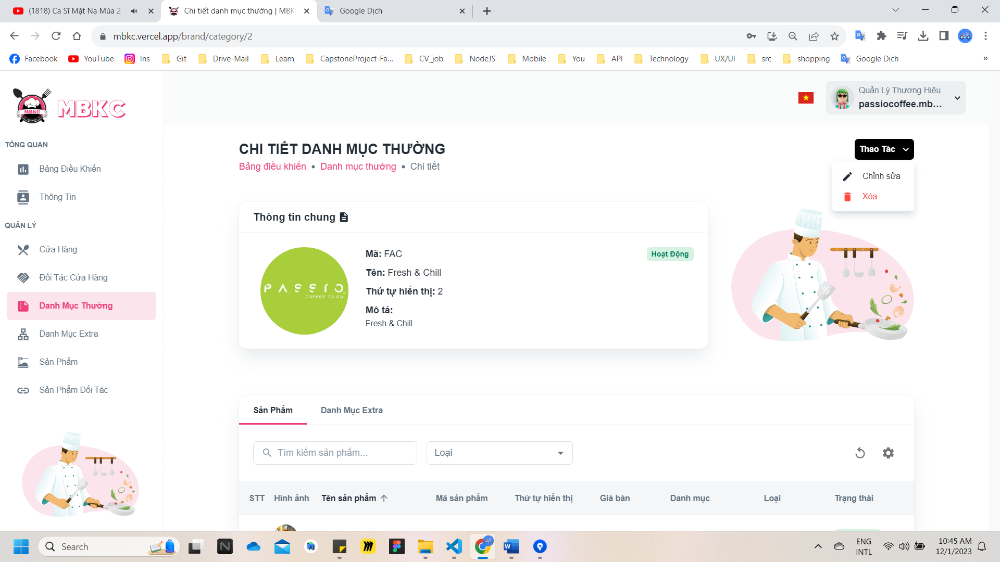 (1818) Ca Sĩ Mặt Nạ Mùa 2 -
Chi tiết danh mục thường | MBK
Google Dịch
mbkc.vercel.app/brand/category/2
Facebook
YouTube
Ins
Git
Drive-Mail
Learn
CapstoneProject-Fa...
CV_job
NodeJS
Mobile
You
API
Technology
UX/UI
src
shopping
Google Dịch
»
MBKC
MBKC
Quản Lý Thương Hiệu
passiocoffee.mb...
TỔNG QUAN
Bảng Điều Khiển
Thông Tin
QUẢN LÝ
Cửa Hàng
Đối Tác Cửa Hàng
Danh Mục Thường
Danh Mục Extra
Sản Phẩm
Sản Phẩm Đối Tác
CHI TIẾT DANH MỤC THƯỜNG
Bảng điều khiển • Danh mục thường • Chi tiết
Thao Tác
Chỉnh sửa
Xóa
Thông tin chung
PASSIO
COFFEE TO GO
Mã: FAC
Hoạt Động
Tên: Fresh & Chill
Thứ tự hiển thị: 2
Mô tả:
Fresh & Chill
Sản Phẩm
Danh Mục Extra
Tìm kiếm sản phẩm...
Loại
STT
Hình ảnh
Tên sản phẩm
Mã sản phẩm
Thứ tự hiển thị
Giá bán
Danh mục
Loại
Trạng thái
Search
ENG
INTL
10:45 AM
12/1/2023